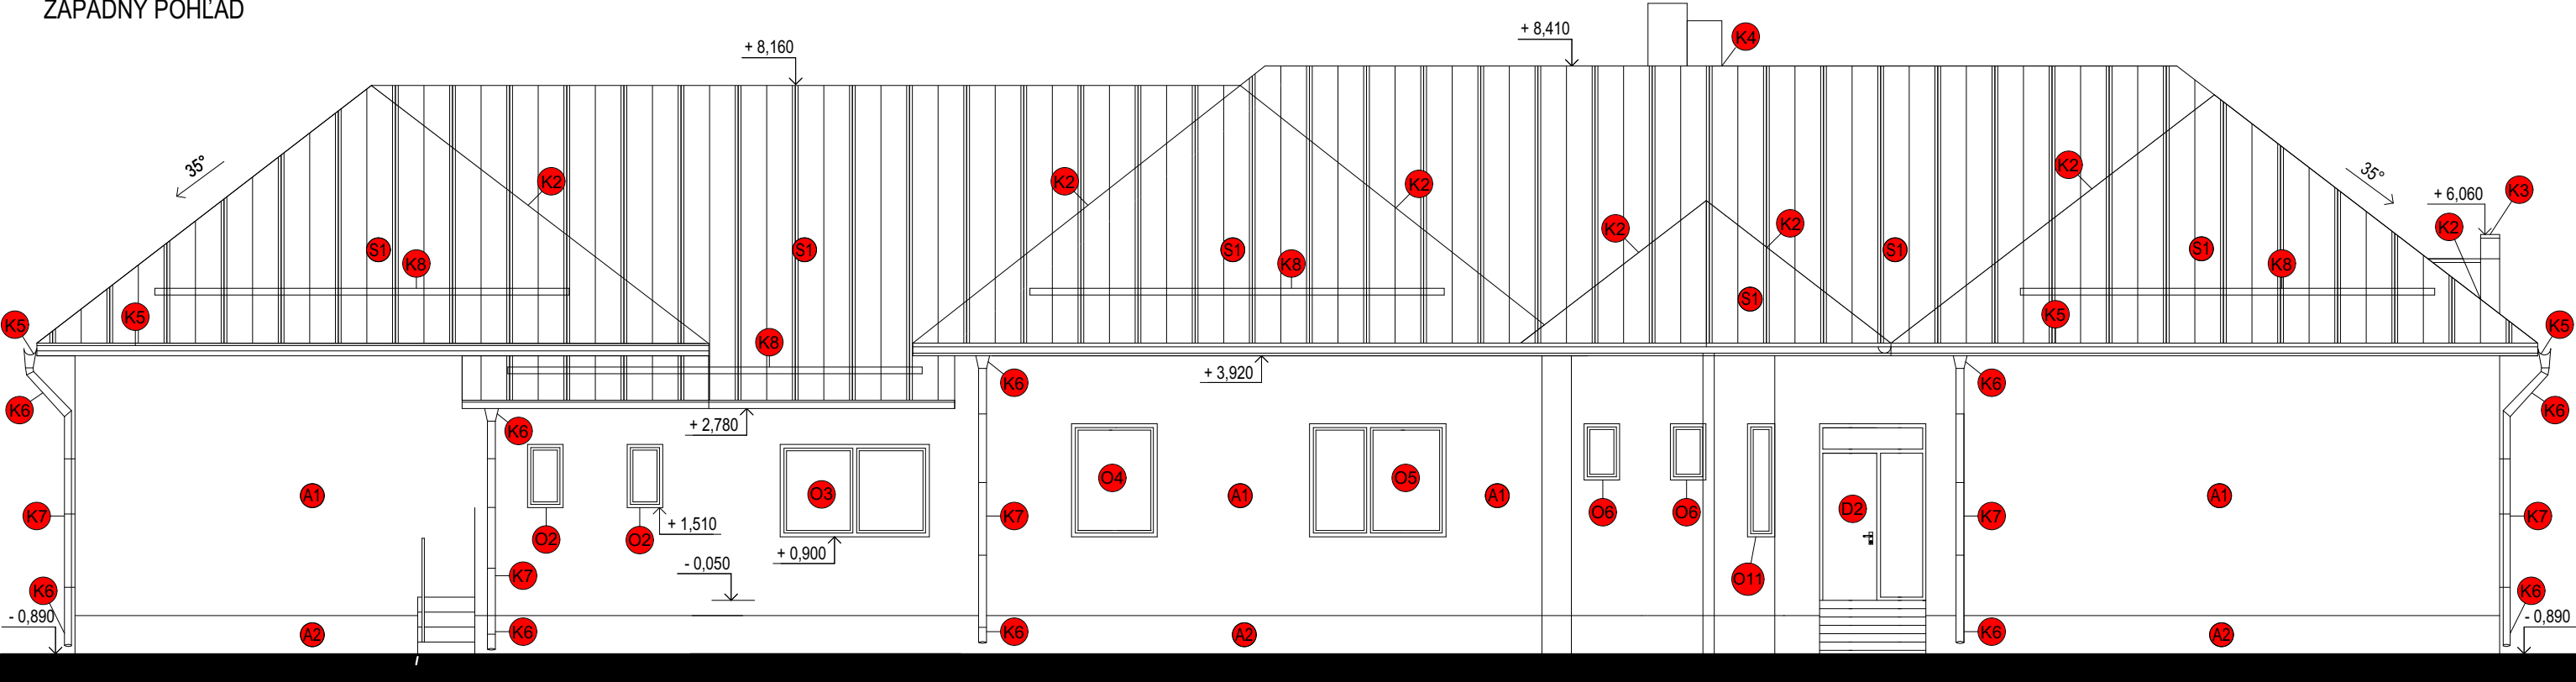 ZÁPADNÝ POHĽAD
+ 8,160
+ 8,410
K4
35°
K2
K2
K2
K2
K2
K2
35°
+ 6,060
K3
K2
S1
K8
S1
S1
K8
S1
S1
S1
K8
K5
K5
K8
K5
K5
K6
+ 2,780
K6
K6
+ 3,920
K6
K6
A1
O3
O4
A1
O5
A1
A1
K7
O2
O2
+ 1,510
+ 0,900
- 0,050
K7
K7
O6
O6
D2
O11
K7
K7
K6
- 0,890
A2
K6
K6
A2
K6
A2
K6
- 0,890